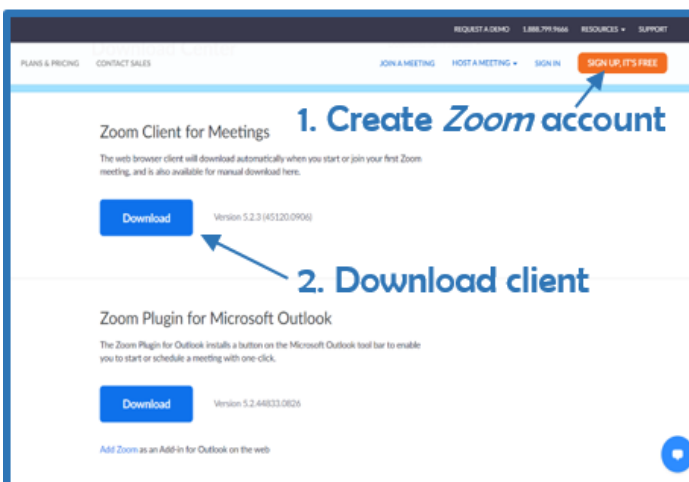 REQUEST A DEMO 1.888.799.9666 RESOURCES SUPPORT
Download Center
PLANS & PRICING CONTACT SALES JOIN A MEETING HOST A MEETING SIGN IN SIGN UP, IT'S FREE
1. Create Zoom account
Zoom Client for Meetings
The web browser client will download automatically when you start or join your first Zoom
meeting, and is also available for manual download here.
Download Version 5.2.3 (45120.0906)
2. Download client
Zoom Plugin for Microsoft Outlook
The Zoom Plugin for Outlook installs a button on the Microsoft Outlook tool bar to enable
you to start or schedule a meeting with one-click.
Download Version 5.2.44833.0826
Add Zoom as an Add-in for Outlook on the web